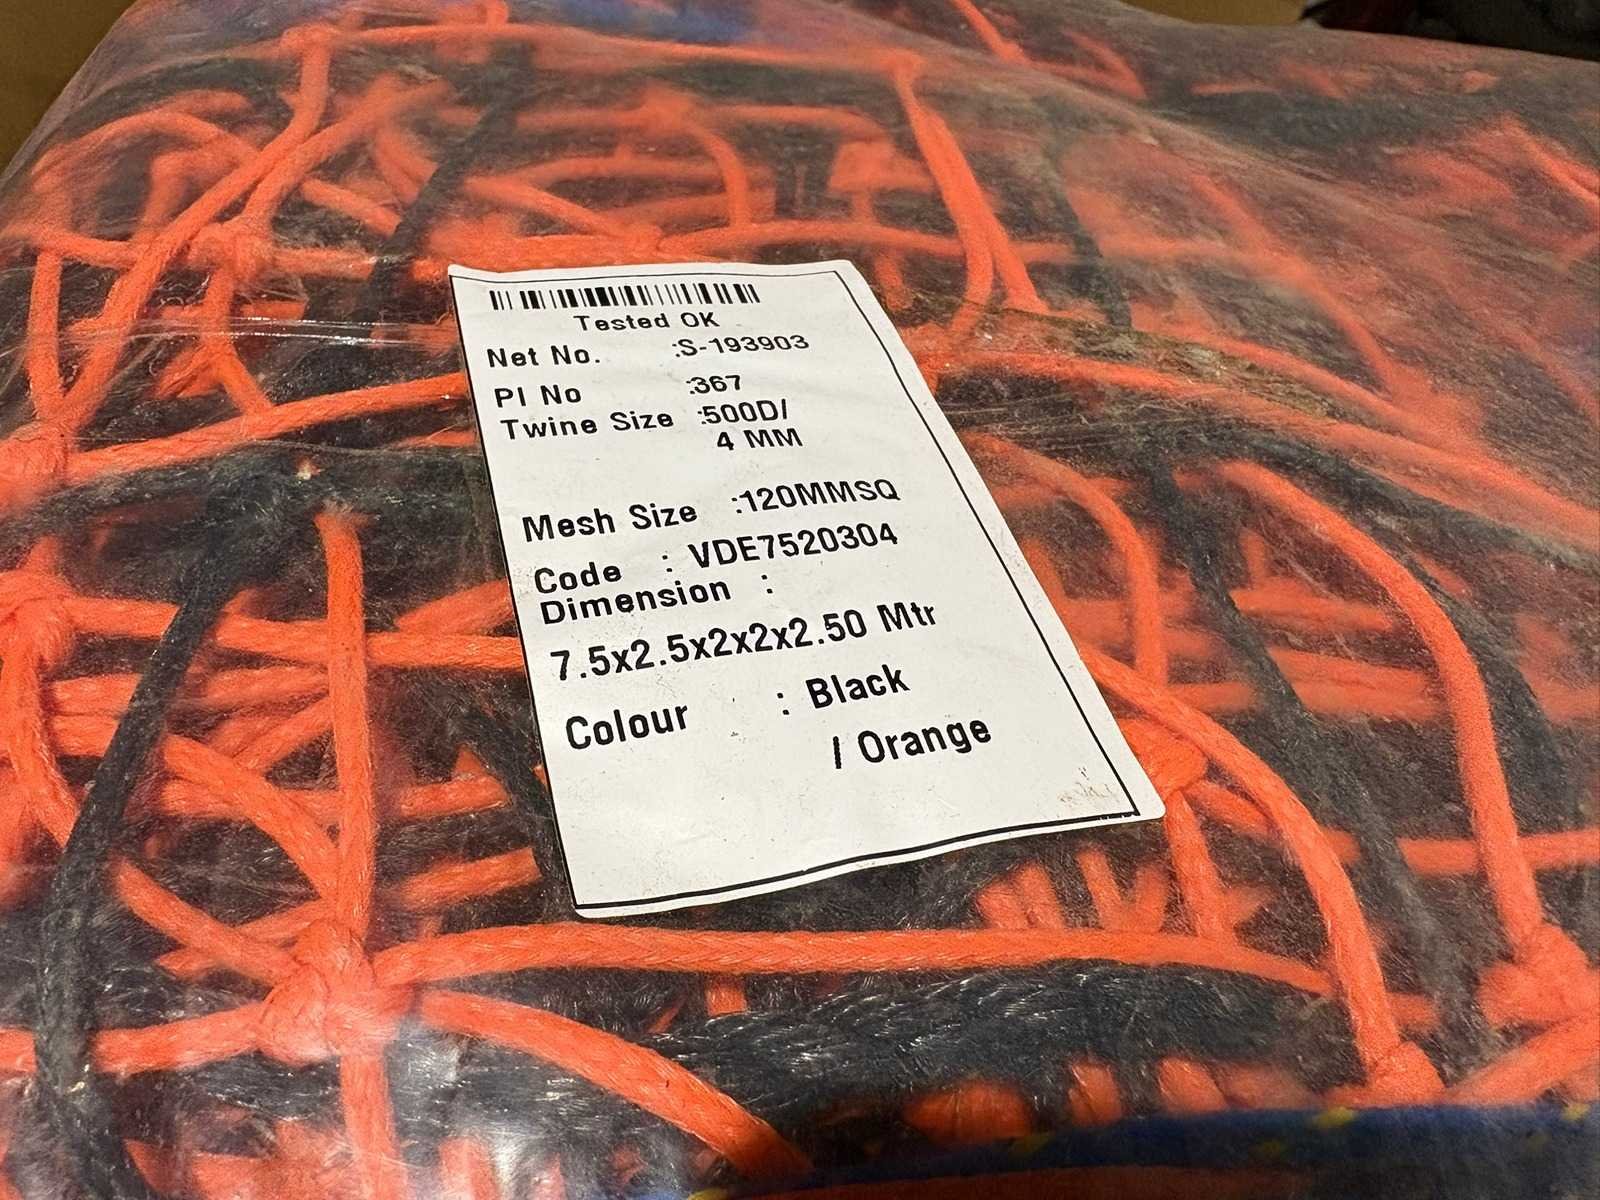 Tested OK
Net No. :S-193903
PI No :367
Twine Size :500D/
4 MM
Mesh Size :120MMSQ
Code : VDE7520304
Dimension :
7.5x2.5x2x2x2.50 Mtr
Colour : Black
/ Orange